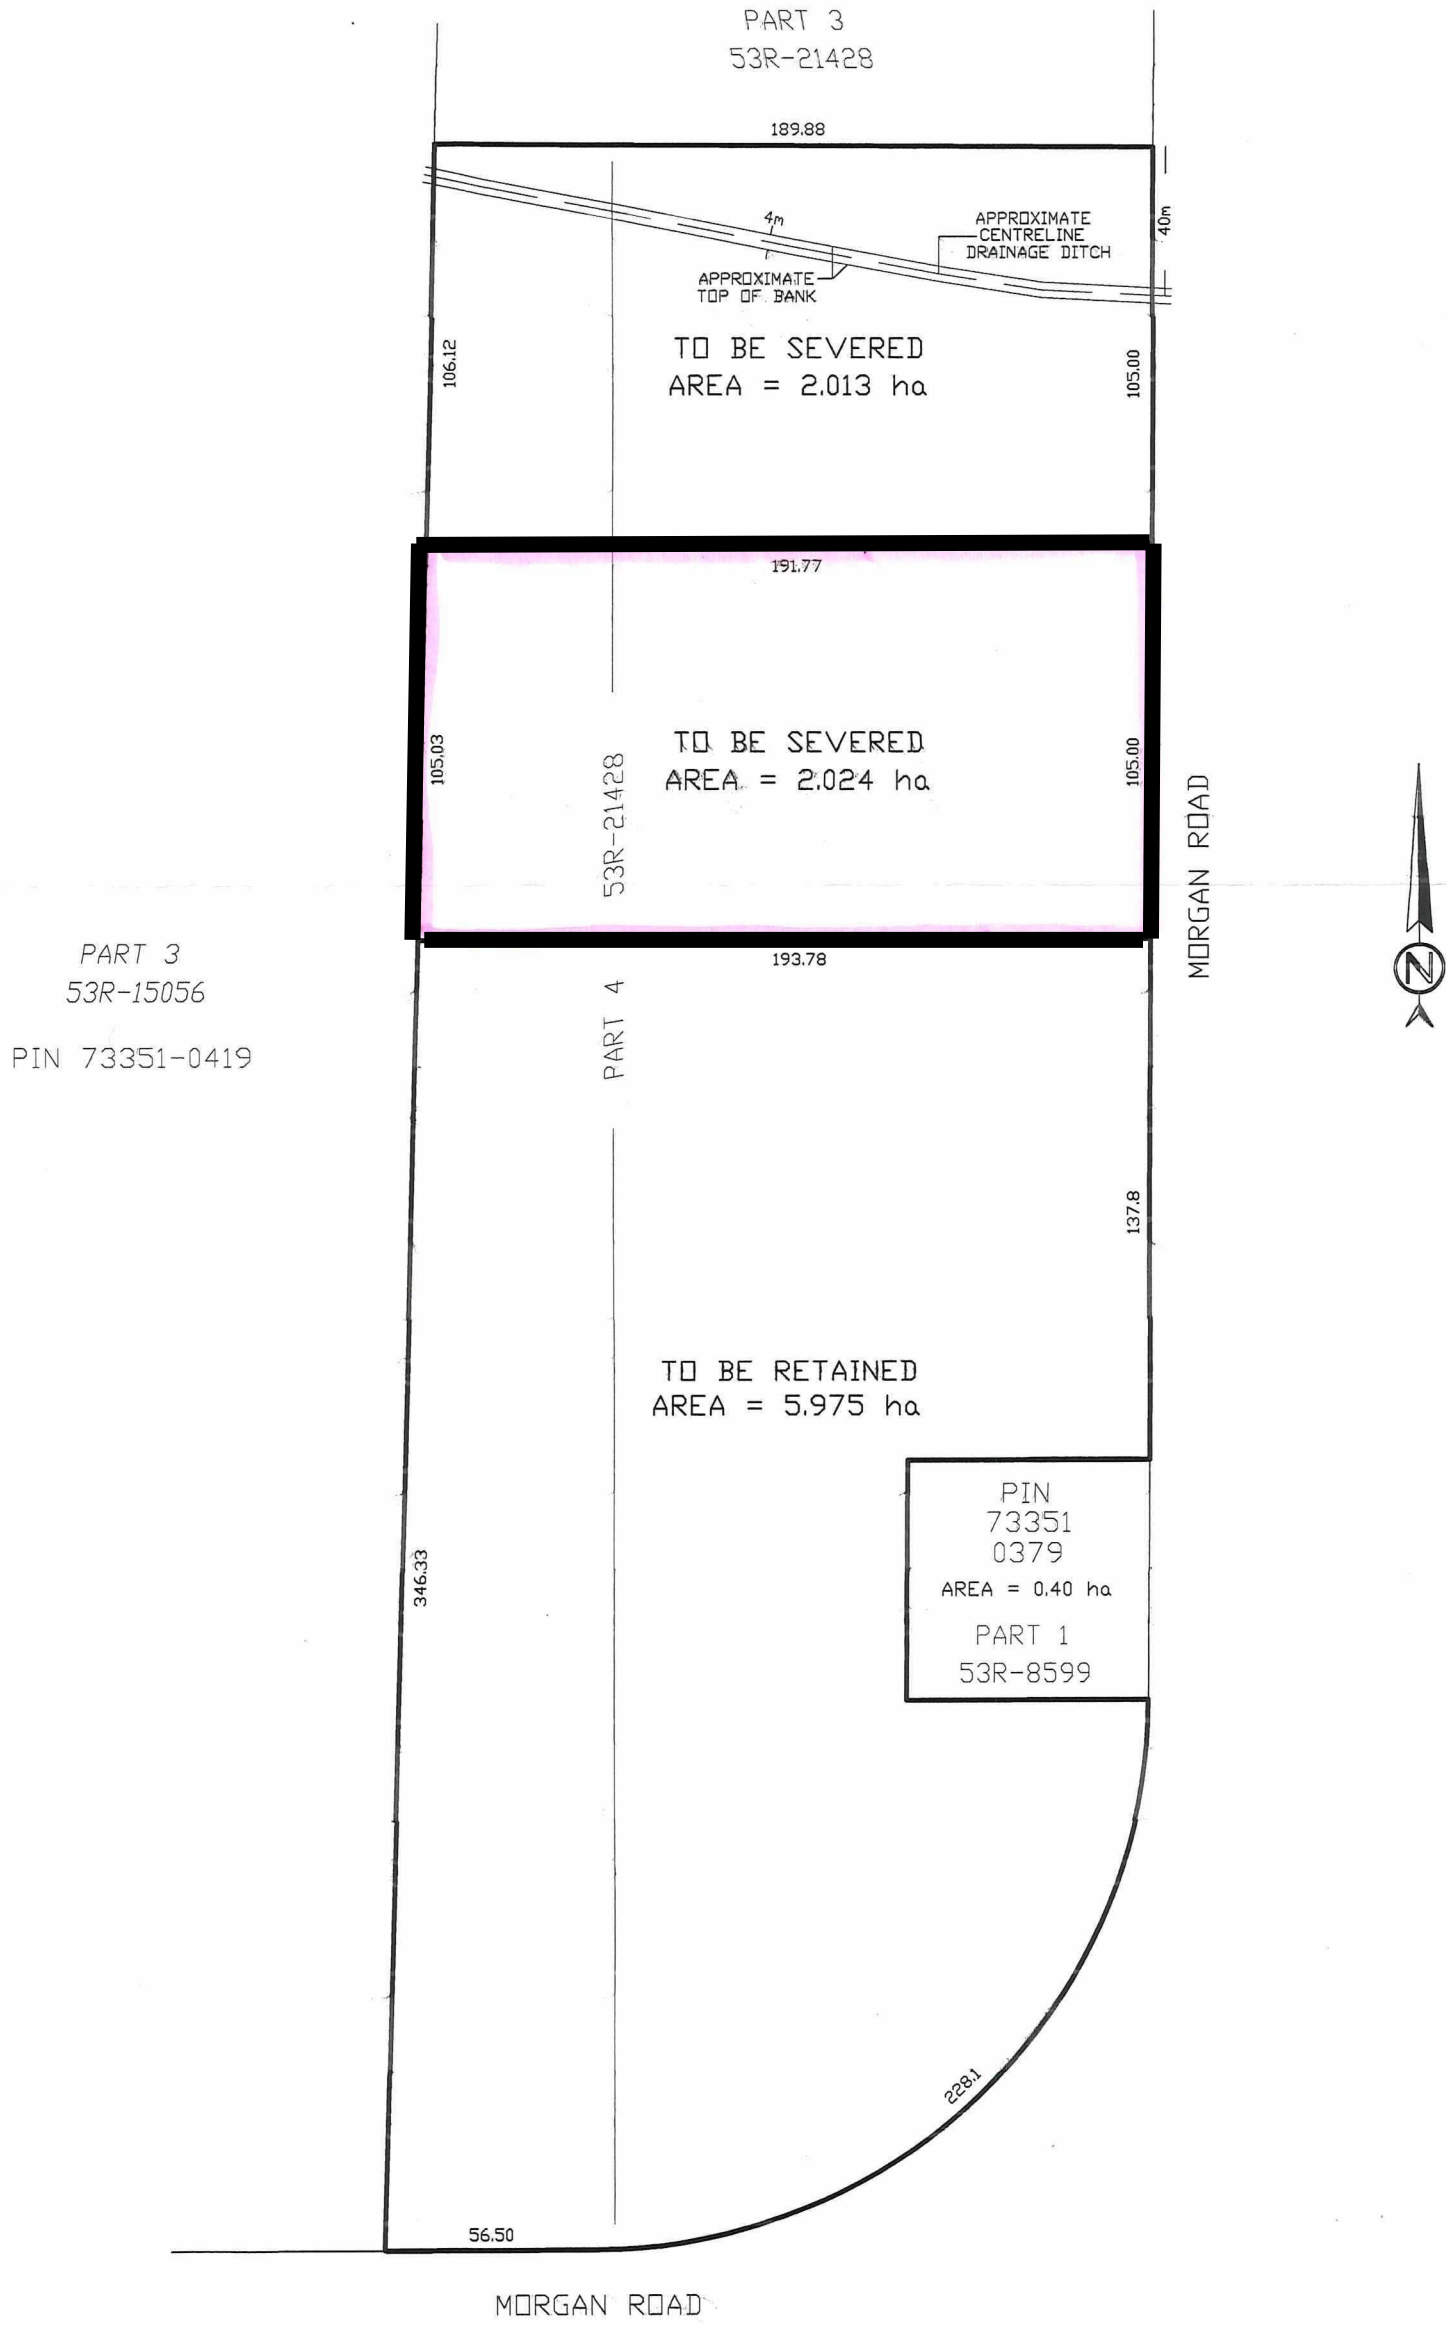 PART 3
53R-21428
189.88
4m
APPROXIMATE
CENTRELINE
DRAINAGE DITCH
40m
APPROXIMATE
TOP OF BANK
TO BE SEVERED
AREA = 2.013 ha
106.12
105.00
191.77
TO BE SEVERED
AREA = 2.024 ha
105.03
105.00
53R-21428
MORGAN ROAD
193.78
PART 3
53R-15056
PIN 73351-0419
PART 4
N
137.8
TO BE RETAINED
AREA = 5.975 ha
PIN
73351
0379
AREA = 0.40 ha
PART 1
53R-8599
346.33
228.1
56.50
MORGAN ROAD